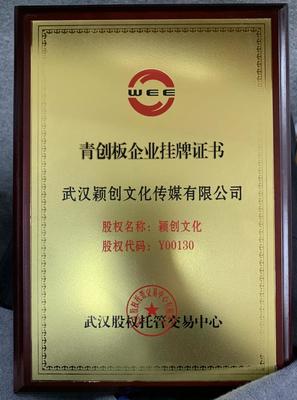 WEE
青创板企业挂牌证书
武汉颖创文化传媒有限公司
股权名称：颖创文化
股权代码：Y00130
武汉股权托管交易中心